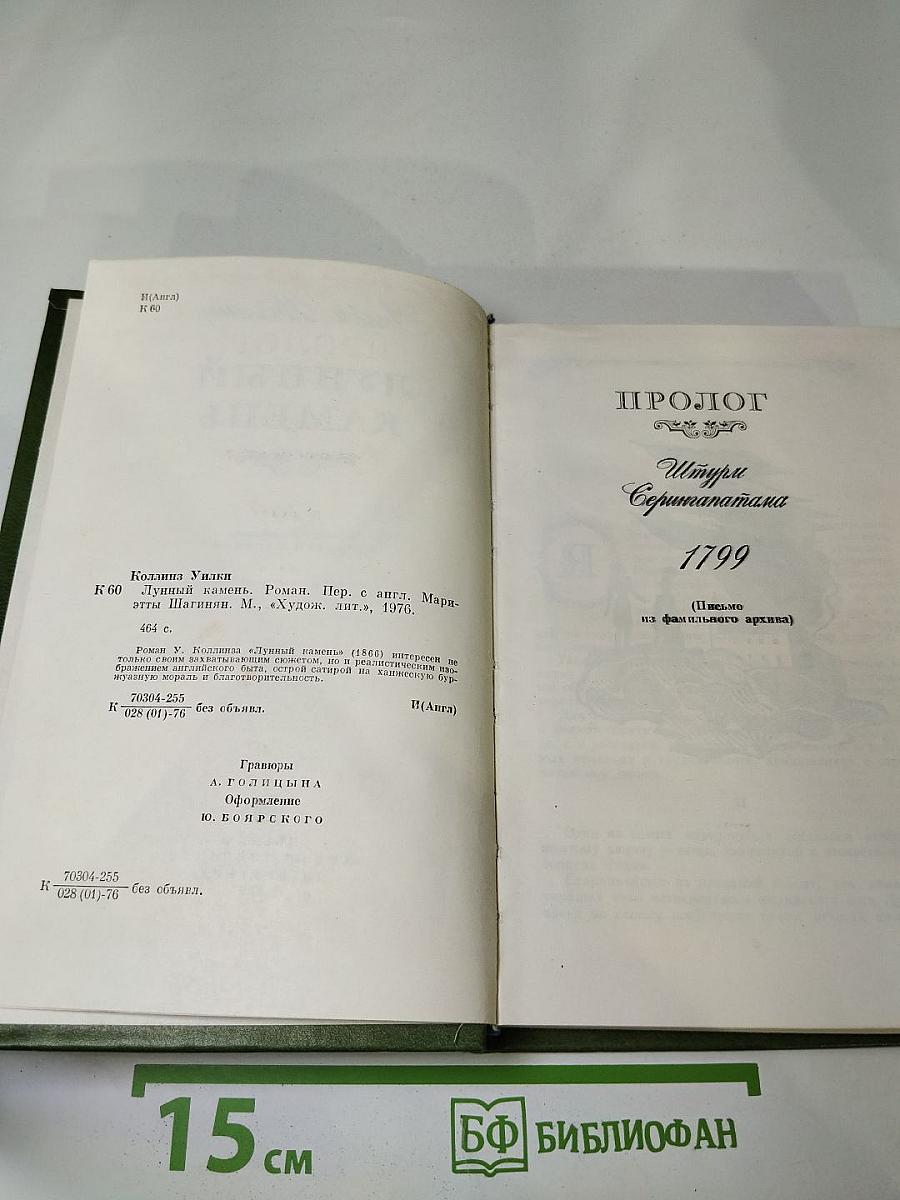 И(Англ)
К 60
Коллинз Уилки
К 60 Лунный камень. Роман. Пер. с англ. Мари-
этты Шагинян. М., «Худож. лит.», 1976.
464 с.
Роман У. Коллинза «Лунный камень» (1866) интересен не
только своим захватывающим сюжетом, но и реалистическим изо-
бражением английского быта, острой сатирой на ханжескую бур-
жуазную мораль и благотворительность.
К 70304-255
028 (01)-76 без объявл. И(Англ)
Гравюры
А. ГОЛИЦЫНА
Оформление
Ю. БОЯРСКОГО
К 70304-255
028 (01)-76 без объявл.
ПРОЛОГ
Штурм
Серингапатама
1799
(Письмо
из фамильного архива)
15 см
БФ БИБЛИОФАН